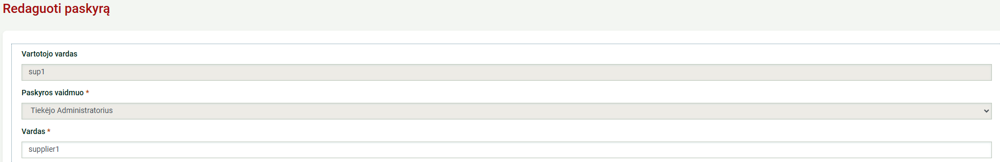 Redaguoti paskyrą
Vartotojo vardas
sup1
Paskyros vaidmuo *
Tiekėjo Administratorius
Vardas *
supplier1